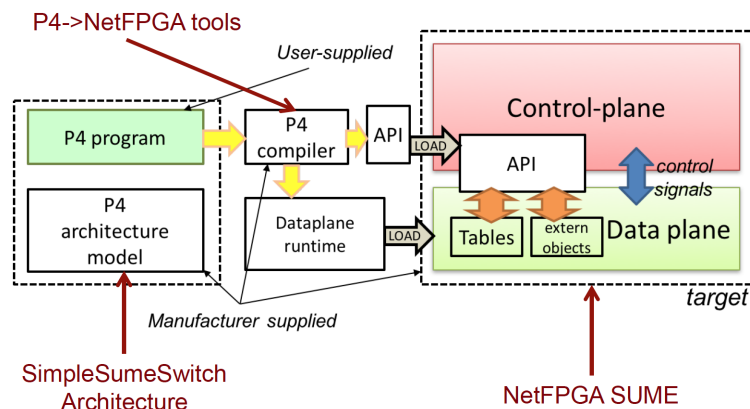 P4->NetFPGA tools
User-supplied
P4 program
P4
compiler
API
LOAD
Control-plane
API
control
signals
P4
architecture
model
Dataplane
runtime
LOAD
Tables
extern
objects
Data plane
target
Manufacturer supplied
SimpleSumeSwitch
Architecture
NetFPGA SUME